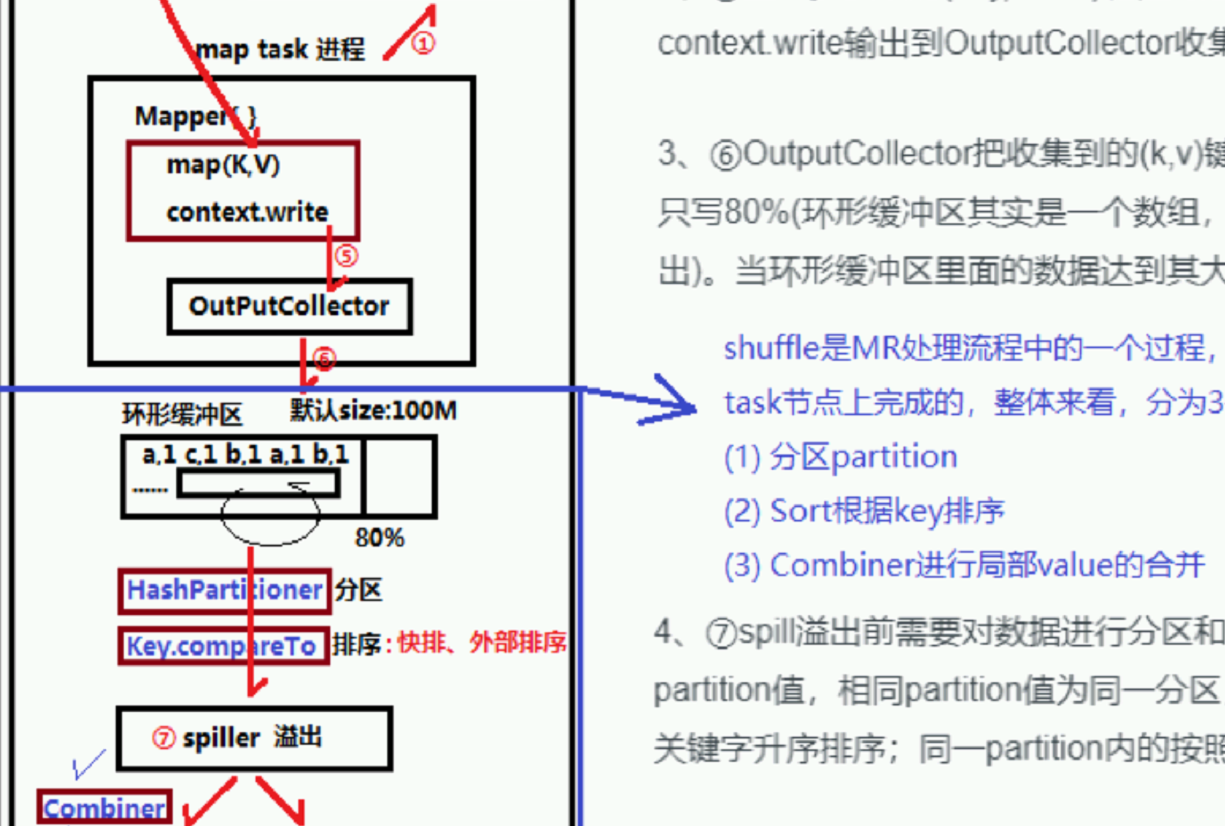 map task 进程
①
Mapper{ }
map(K,V)
context.write
⑤
OutPutCollector
⑥
环形缓冲区 默认size:100M
a,1 c,1 b,1 a,1 b,1
......
80%
HashPartitioner 分区
Key.compareTo 排序:快排、外部排序
⑦ spiller 溢出
Combiner
context.write输出到OutputCollector收集
3、⑥OutputCollector把收集到的(k,v)键
只写80%(环形缓冲区其实是一个数组，
出)。当环形缓冲区里面的数据达到其大
shuffle是MR处理流程中的一个过程，
task节点上完成的，整体来看，分为3
(1) 分区partition
(2) Sort根据key排序
(3) Combiner进行局部value的合并
4、⑦spill溢出前需要对数据进行分区和
partition值，相同partition值为同一分区
关键字升序排序；同一partition内的按照